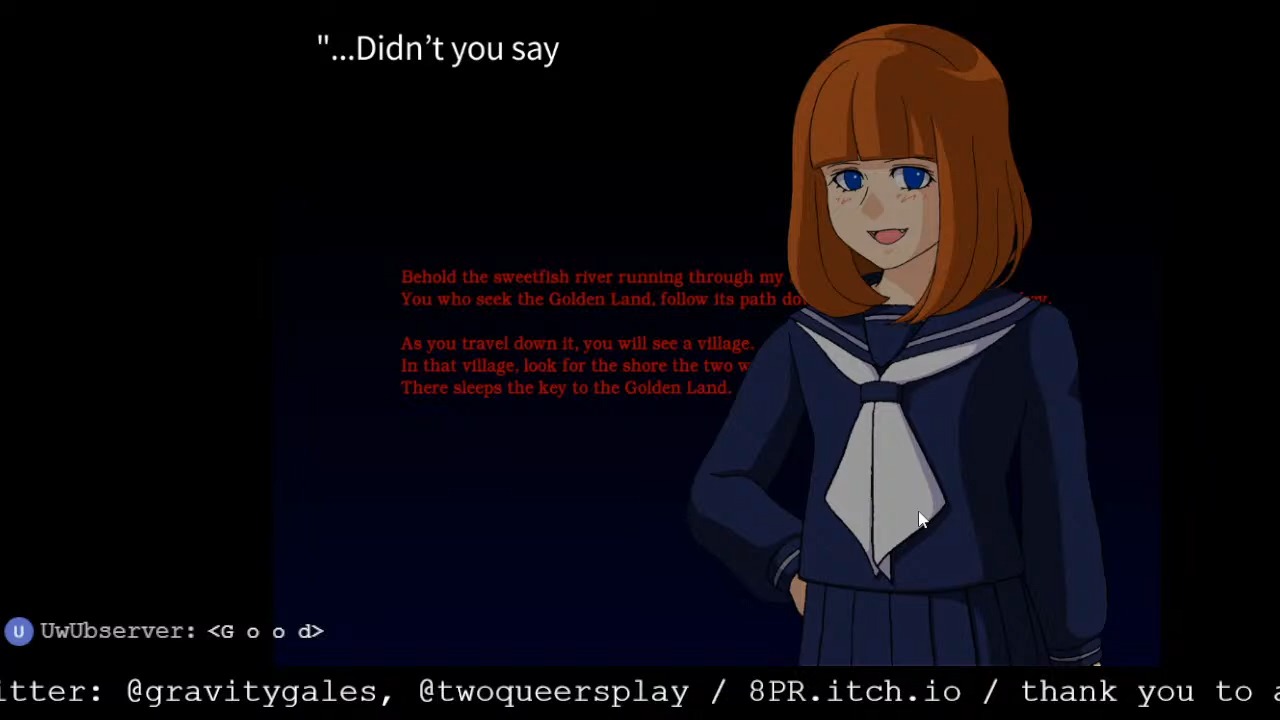 "...Didn’t you say
Behold the sweetfish river running through my
You who seek the Golden Land, follow its path
As you travel down it, you will see a village.
In that village, look for the shore the two
There sleeps the key to the Golden Land.
U UwUbserver: <G o o d>
itter: @gravitygales, @twoqueersplay / 8PR.itch.io / thank you to